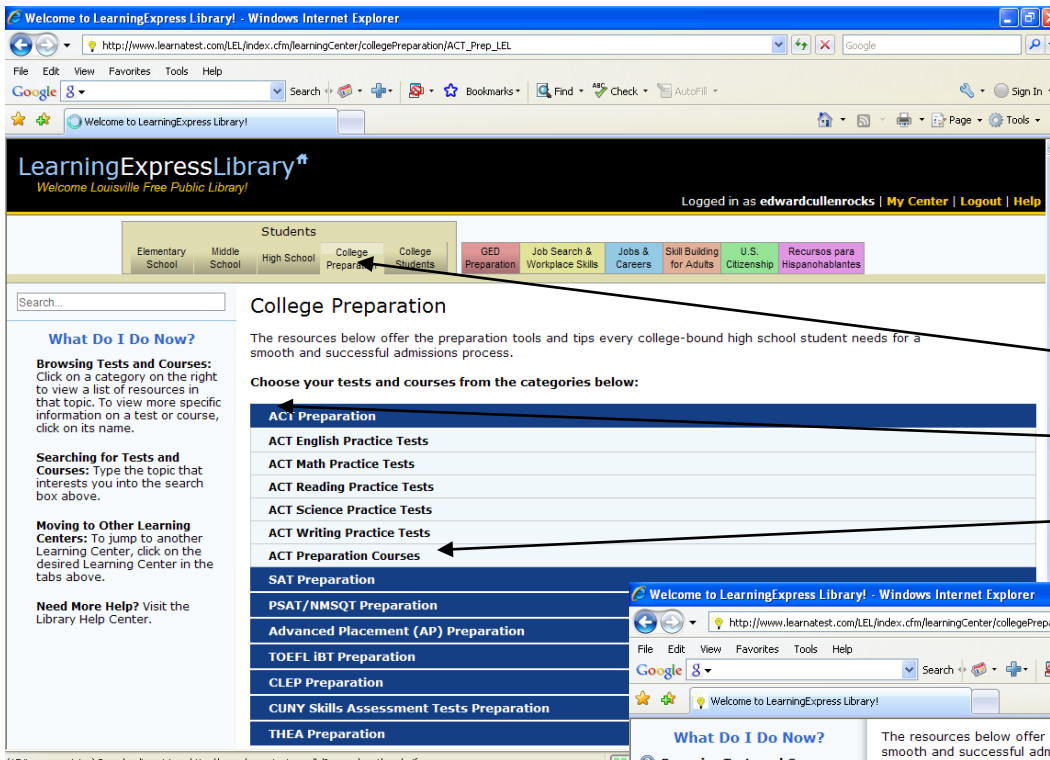 Welcome to LearningExpress Library! - Windows Internet Explorer
http://www.learnatest.com/LEL/index.cfm/learningCenter/collegePreparation/ACT_Prep_LEL
Google
File Edit View Favorites Tools Help
Google Search Bookmarks Find Check AutoFill Sign In
Welcome to LearningExpress Library! Page Tools
LearningExpressLibrary
Welcome Louisville Free Public Library!
Logged in as edwardcullenrocks | My Center | Logout | Help
Students
Elementary School
Middle School
High School
College Preparation
College Students
GED Preparation
Job Search & Workplace Skills
Jobs & Careers
Skill Building for Adults
U.S. Citizenship
Recursos para Hispanohablantes
Search...
What Do I Do Now?
Browsing Tests and Courses:
Click on a category on the right
to view a list of resources in
that topic. To view more specific
information on a test or course,
click on its name.
Searching for Tests and
Courses: Type the topic that
interests you into the search
box above.
Moving to Other Learning
Centers: To jump to another
Learning Center, click on the
desired Learning Center in the
tabs above.
Need More Help? Visit the
Library Help Center.
College Preparation
The resources below offer the preparation tools and tips every college-bound high school student needs for a
smooth and successful admissions process.
Choose your tests and courses from the categories below:
ACT Preparation
ACT English Practice Tests
ACT Math Practice Tests
ACT Reading Practice Tests
ACT Science Practice Tests
ACT Writing Practice Tests
ACT Preparation Courses
SAT Preparation
PSAT/NMSQT Preparation
Advanced Placement (AP) Preparation
TOEFL iBT Preparation
CLEP Preparation
CUNY Skills Assessment Tests Preparation
THEA Preparation
Welcome to LearningExpress Library! - Windows Internet Explorer
http://www.learnatest.com/LEL/index.cfm/learningCenter/collegePrepa
File Edit View Favorites Tools Help
Google Search
Welcome to LearningExpress Library!
What Do I Do Now?
The resources below offer
smooth and successful adm